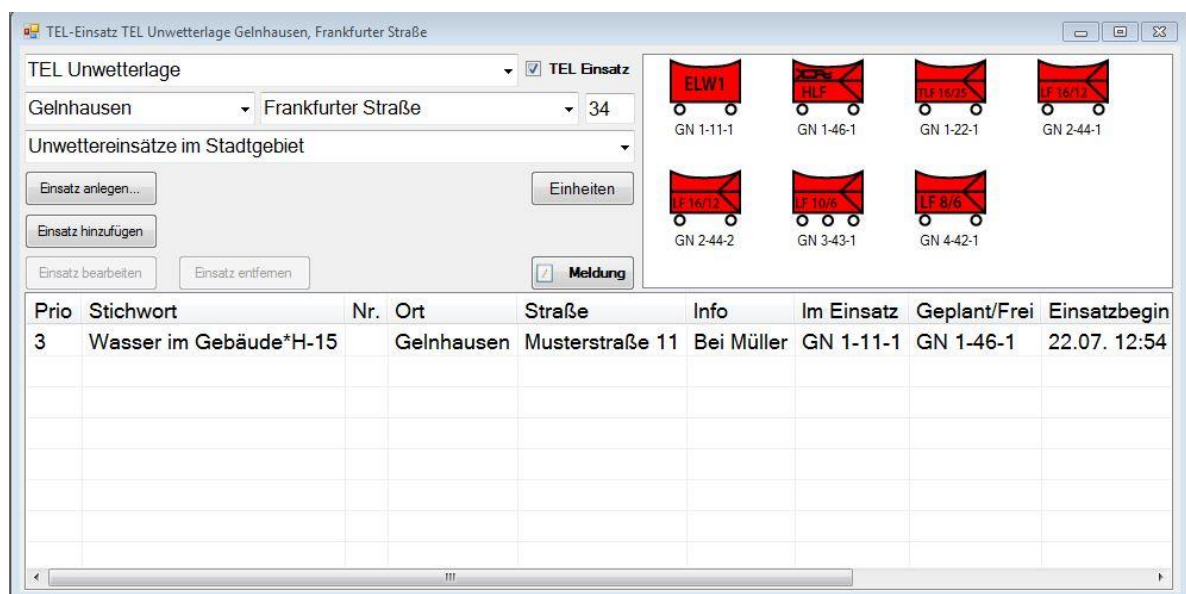 TEL-Einsatz TEL Unwetterlage Gelnhausen, Frankfurter Straße
TEL Unwetterlage TEL Einsatz
Gelnhausen Frankfurter Straße 34
Unwettereinsätze im Stadtgebiet
Einsatz anlegen... Einheiten
Einsatz hinzufügen
Einsatz bearbeiten Einsatz entfernen Meldung
ELW1 HLF TLF 16/25 LF 16/12
GN 1-11-1 GN 1-46-1 GN 1-22-1 GN 2-44-1
LF 16/12 LF 10/6 LF 8/6
GN 2-44-2 GN 3-43-1 GN 4-42-1
Prio Stichwort Nr. Ort Straße Info Im Einsatz Geplant/Frei Einsatzbegin
3 Wasser im Gebäude*H-15 Gelnhausen Musterstraße 11 Bei Müller GN 1-11-1 GN 1-46-1 22.07. 12:54